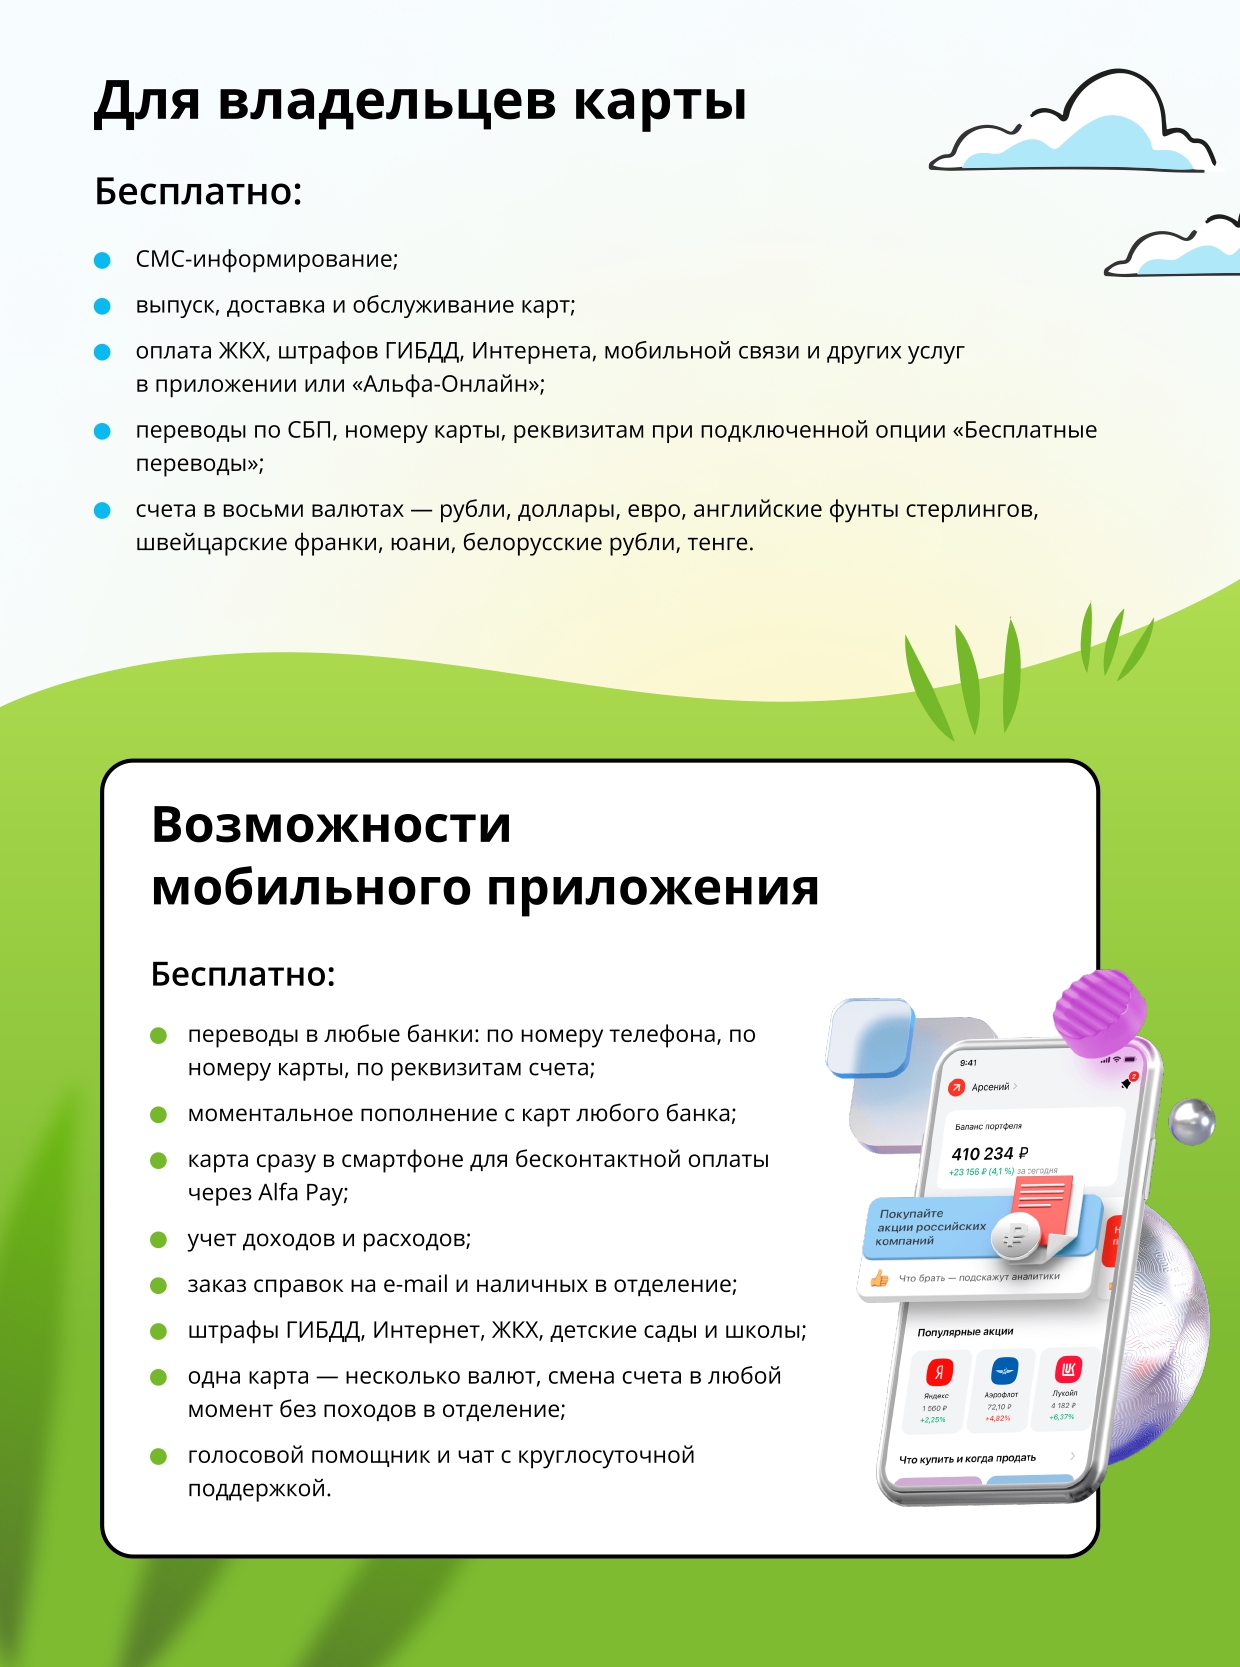 Для владельцев карты
Бесплатно:
СМС-информирование;
выпуск, доставка и обслуживание карт;
оплата ЖКХ, штрафов ГИБДД, Интернета, мобильной связи и других услуг
в приложении или «Альфа-Онлайн»;
переводы по СБП, номеру карты, реквизитам при подключенной опции «Бесплатные
переводы»;
счета в восьми валютах — рубли, доллары, евро, английские фунты стерлингов,
швейцарские франки, юани, белорусские рубли, тенге.
Возможности
мобильного приложения
Бесплатно:
переводы в любые банки: по номеру телефона, по
номеру карты, по реквизитам счета;
моментальное пополнение с карт любого банка;
карта сразу в смартфоне для бесконтактной оплаты
через Alfa Pay;
учет доходов и расходов;
заказ справок на e-mail и наличных в отделение;
штрафы ГИБДД, Интернет, ЖКХ, детские сады и школы;
одна карта — несколько валют, смена счета в любой
момент без походов в отделение;
голосовой помощник и чат с круглосуточной
поддержкой.
9:41
Арсений
2
Баланс портфеля
410 234 ₽
+23 156 ₽ (4,1 %) за сегодня
Покупайте
акции российских
компаний
Что брать — подскажут аналитики
Популярные акции
Яндекс Аэрофлот Лукойл
1 560 ₽ 72,10 ₽ 4 182 ₽
+2,25% +4,82% +6,37%
Что купить и когда продать